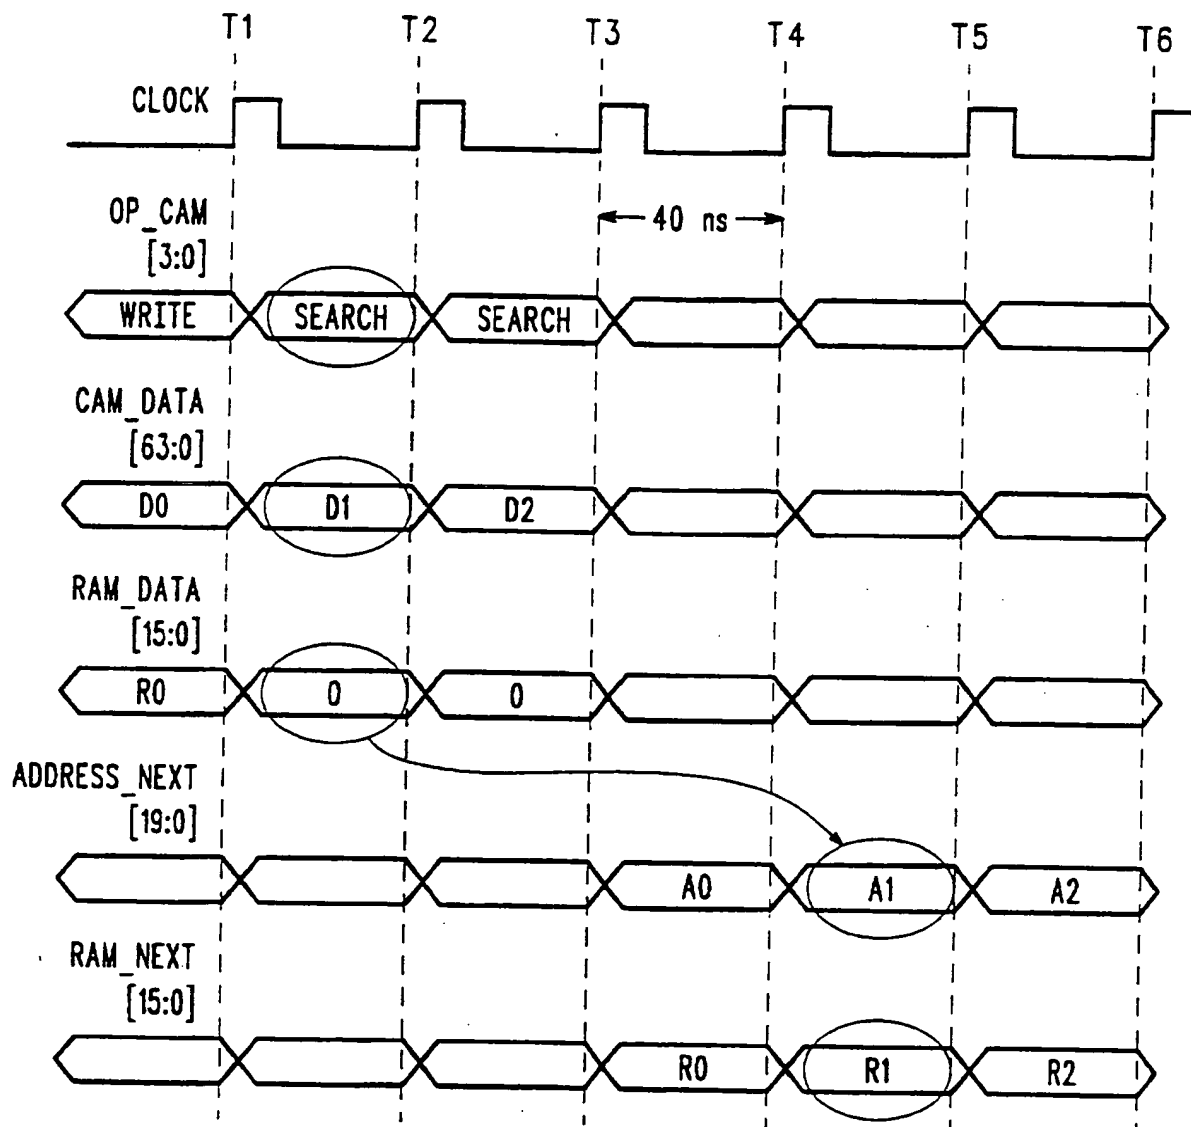 T1 T2 T3 T4 T5 T6
CLOCK
OP_CAM
[3:0]
40 ns
WRITE SEARCH SEARCH
CAM_DATA
[63:0]
D0 D1 D2
RAM_DATA
[15:0]
R0 0 0
ADDRESS_NEXT
[19:0]
A0 A1 A2
RAM_NEXT
[15:0]
R0 R1 R2